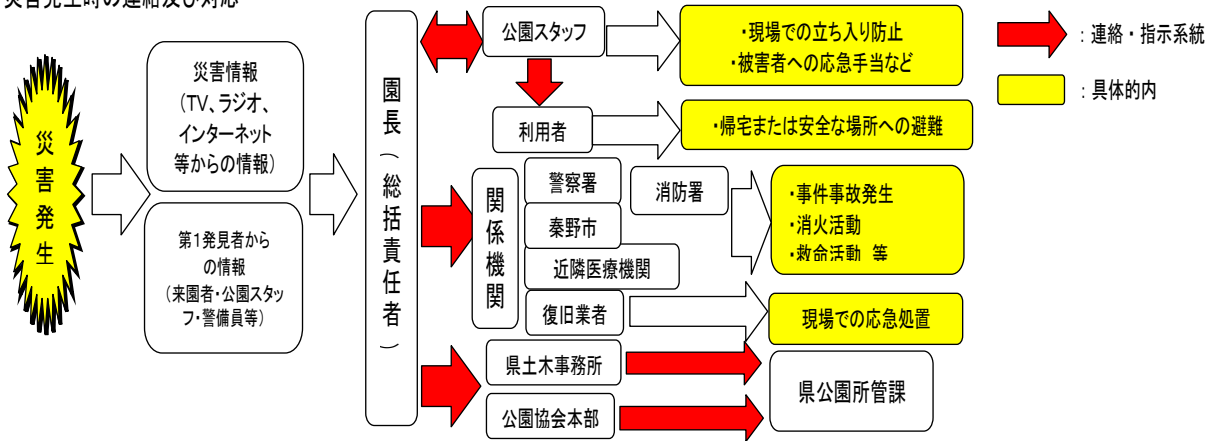 災害発生時の連絡及び対応
災害発生
災害情報
（TV、ラジオ、
インターネット
等からの情報）
第1発見者から
の情報
（来園者・公園スタッ
フ・警備員等）
園長（総括責任者）
公園スタッフ
・現場での立ち入り防止
・被害者への応急手当など
利用者
・帰宅または安全な場所への避難
関係機関
警察署
消防署
秦野市
近隣医療機関
・事件事故発生
・消火活動
・救命活動 等
復旧業者
現場での応急処置
県土木事務所
公園協会本部
県公園所管課
：連絡・指示系統
：具体的内